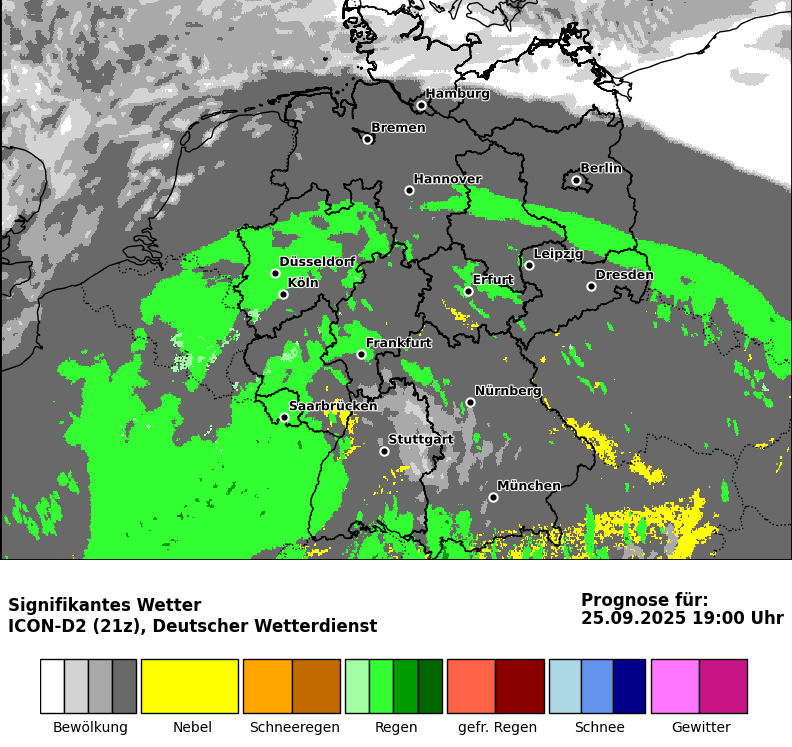 Hamburg
Bremen
Berlin
Hannover
Leipzig
Düsseldorf
Dresden
Erfurt
Köln
Frankfurt
Nürnberg
Saarbrücken
Stuttgart
München
Signifikantes Wetter
ICON-D2 (21z), Deutscher Wetterdienst
Prognose für:
25.09.2025 19:00 Uhr
Bewölkung Nebel Schneeregen Regen gefr. Regen Schnee Gewitter